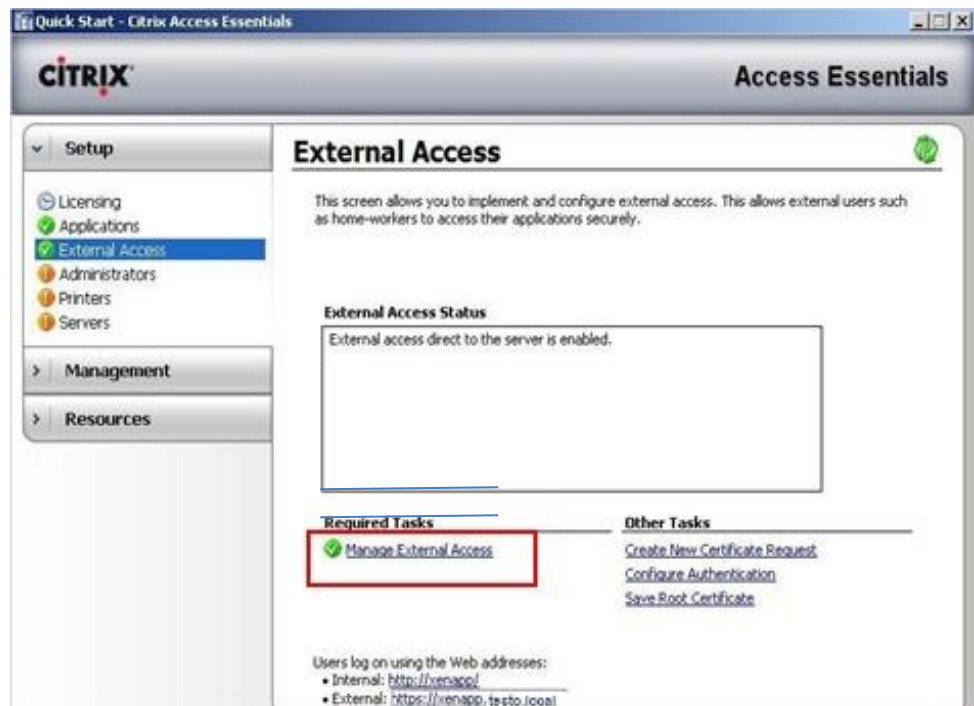 Quick Start - Citrix Access Essentials
CİTRIX
Access Essentials
Setup
Licensing
Applications
External Access
Administrators
Printers
Servers
Management
Resources
External Access
This screen allows you to implement and configure external access. This allows external users such
as home-workers to access their applications securely.
External Access Status
External access direct to the server is enabled.
Required Tasks
Manage External Access
Other Tasks
Create New Certificate Request
Configure Authentication
Save Root Certificate
Users log on using the Web addresses:
• Internal: http://xenapp/
• External: https://xenapp.testo.local